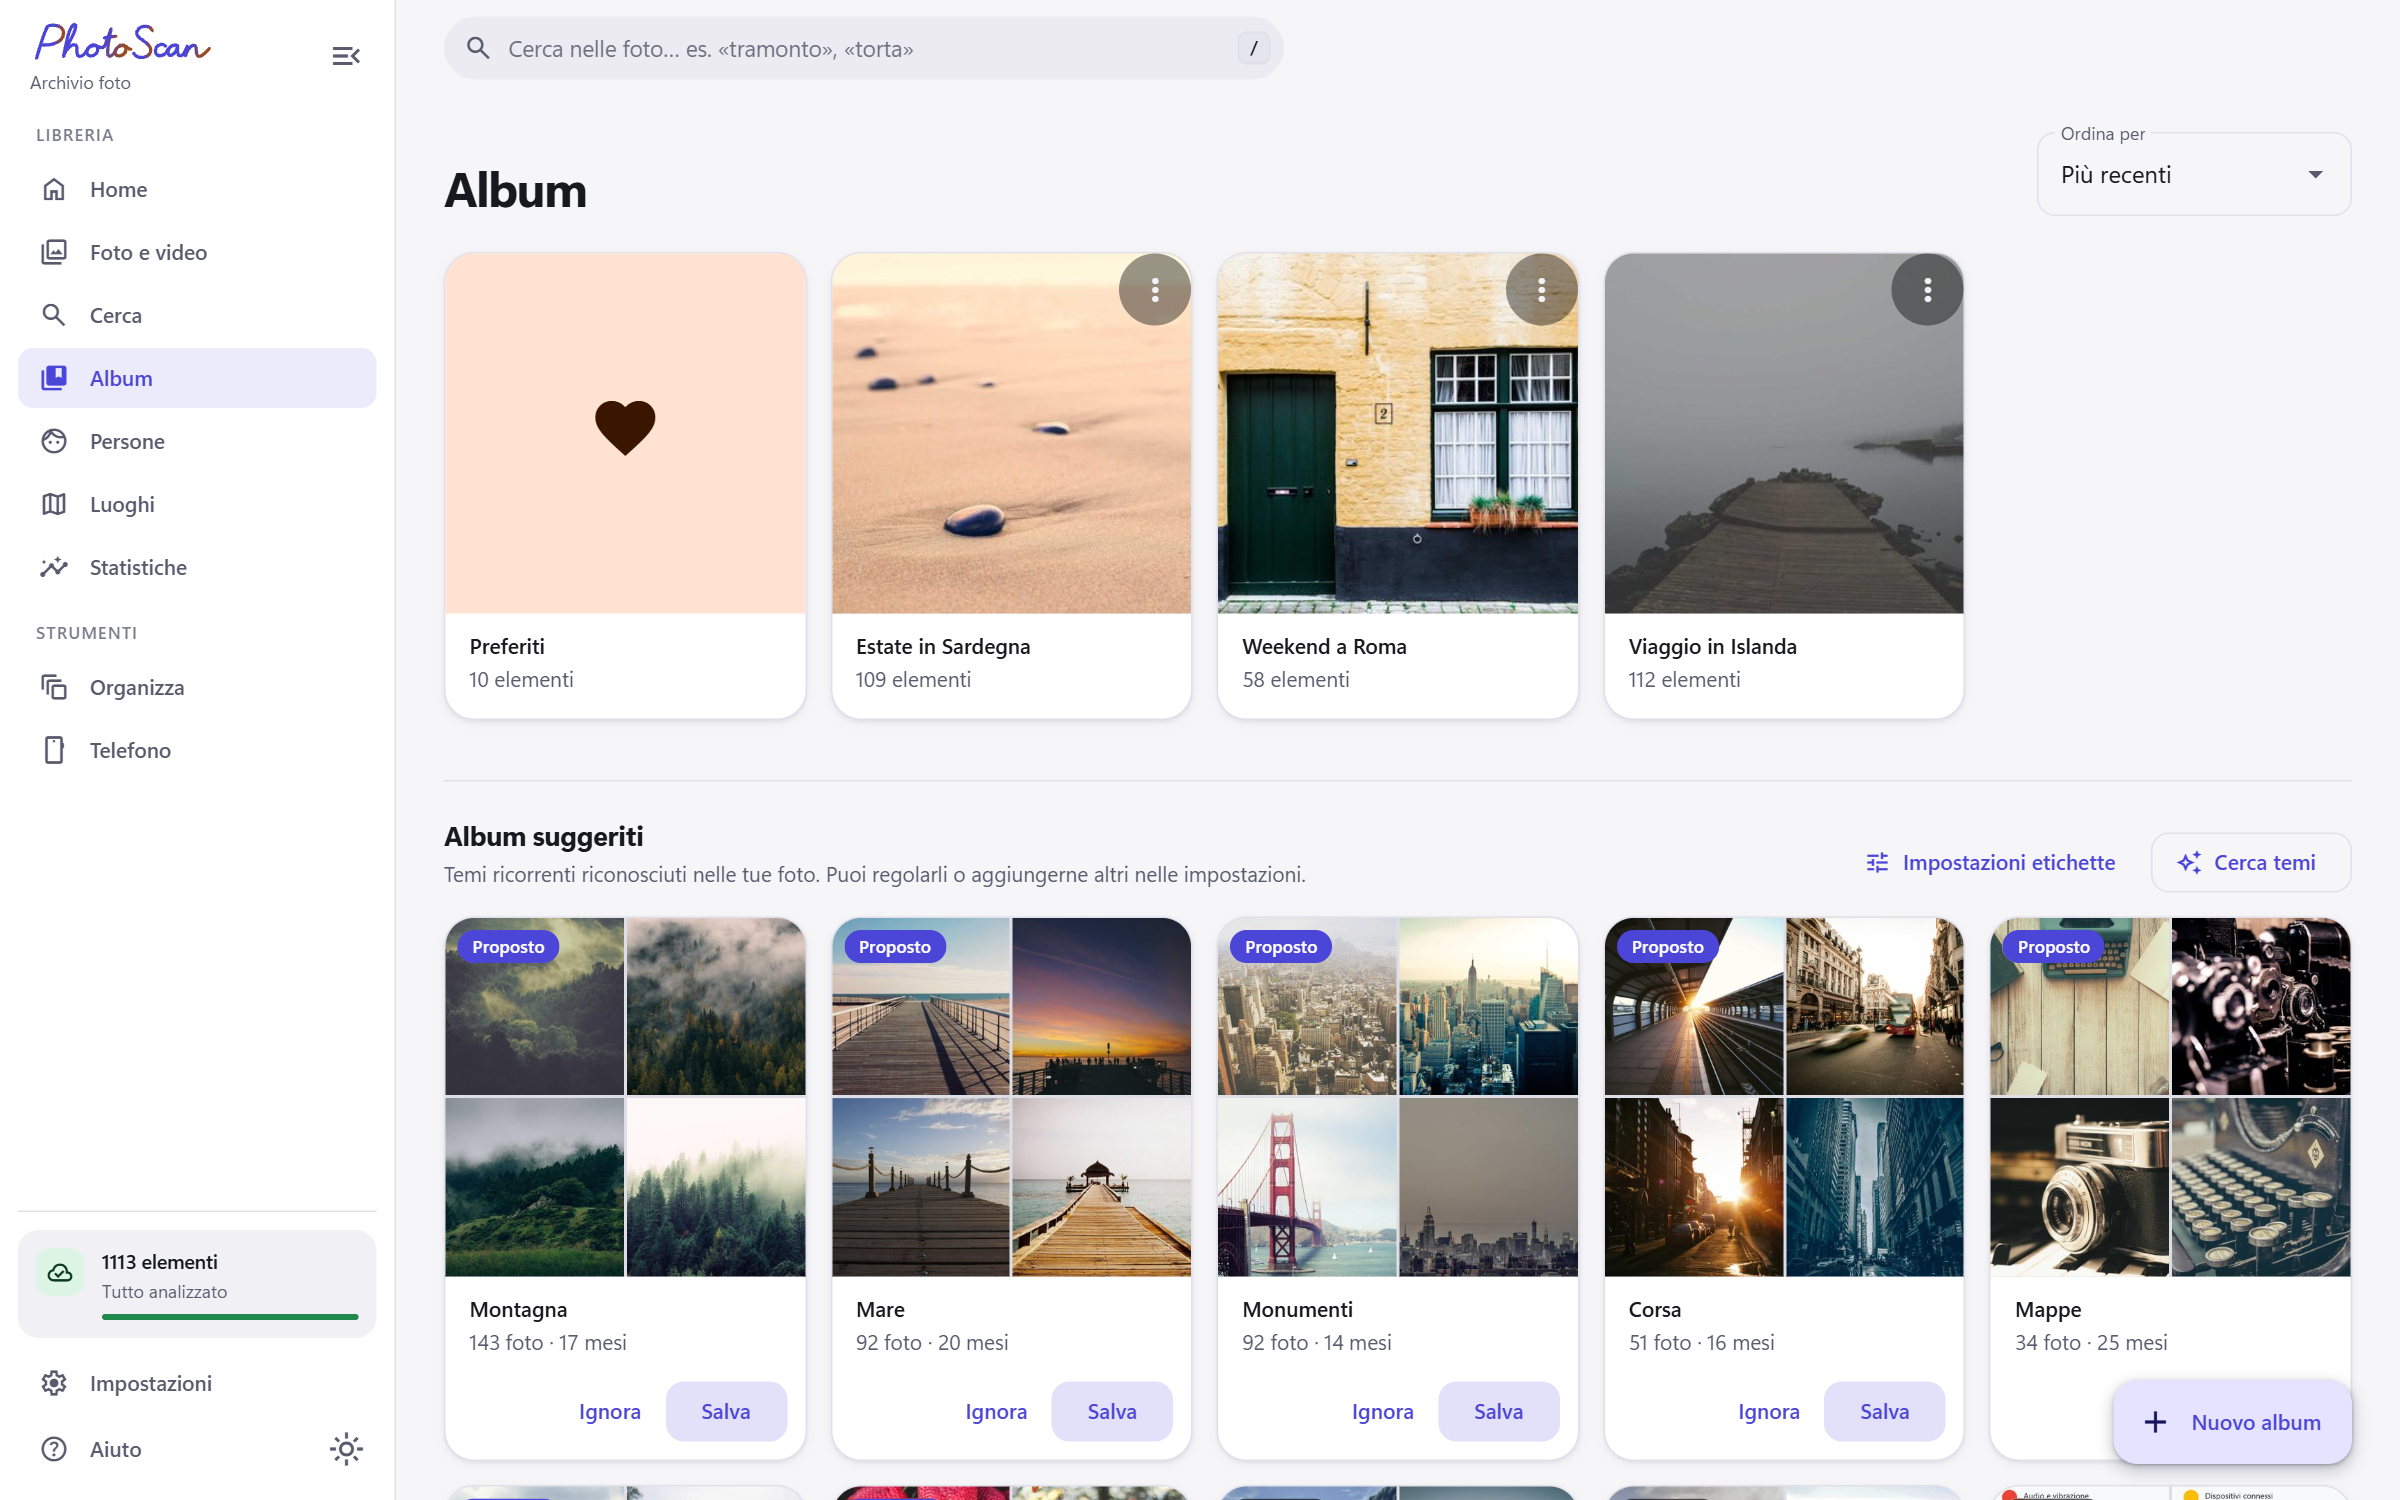 PhotoScan
Archivio foto
LIBRERIA
Home
Foto e video
Cerca
Album
Persone
Luoghi
Statistiche
STRUMENTI
Organizza
Telefono
1113 elementi
Tutto analizzato
Impostazioni
Aiuto
Cerca nelle foto… es. «tramonto», «torta»
/
Album
Ordina per
Più recenti
2
Preferiti
10 elementi
Estate in Sardegna
109 elementi
Weekend a Roma
58 elementi
Viaggio in Islanda
112 elementi
Album suggeriti
Temi ricorrenti riconosciuti nelle tue foto. Puoi regolarli o aggiungerne altri nelle impostazioni.
Impostazioni etichette
Cerca temi
Proposto
Montagna
143 foto · 17 mesi
Ignora
Salva
Proposto
Mare
92 foto · 20 mesi
Ignora
Salva
Proposto
Monumenti
92 foto · 14 mesi
Ignora
Salva
Proposto
Corsa
51 foto · 16 mesi
Ignora
Salva
Proposto
Mappe
34 foto · 25 mesi
Nuovo album
Audio e vibrazione
Dispositivi connessi